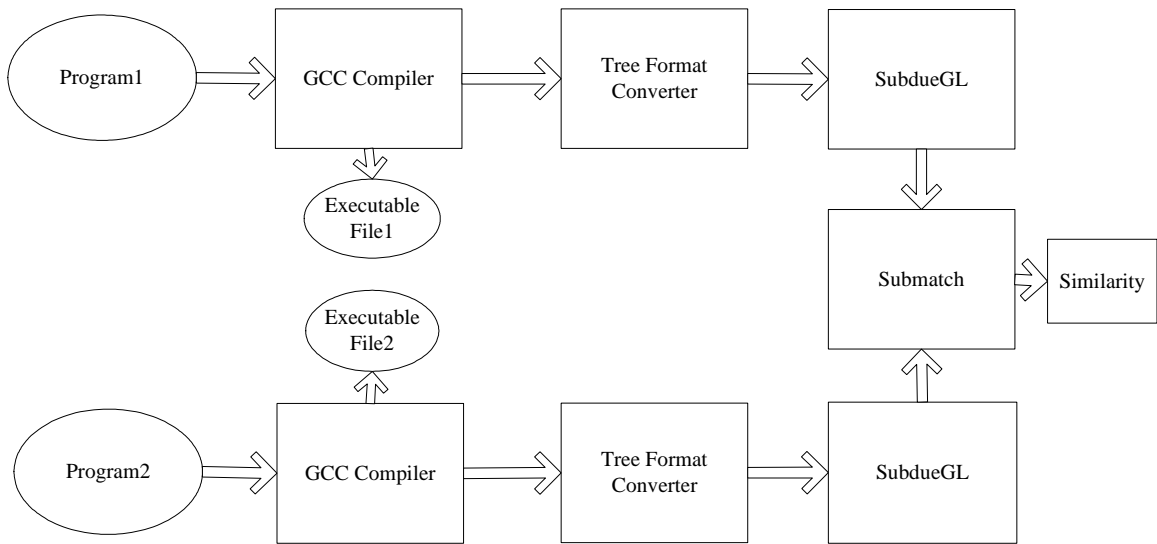 Program1
GCC Compiler
Tree Format
Converter
SubdueGL
Executable
File1
Submatch
Similarity
Executable
File2
Program2
GCC Compiler
Tree Format
Converter
SubdueGL